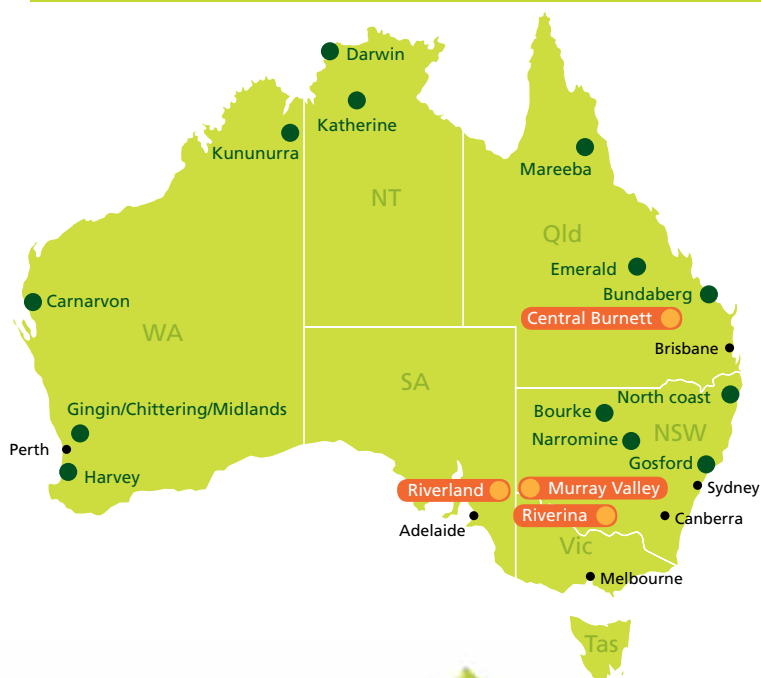 Darwin
Katherine
Kununurra
Mareeba
NT
Qld
Emerald
Bundaberg
Carnarvon
Central Burnett
WA
Brisbane
SA
North coast
Gingin/Chittering/Midlands
Bourke
NSW
Narromine
Perth
Gosford
Harvey
Riverland
Murray Valley
Sydney
Riverina
Canberra
Adelaide
Vic
Melbourne
Tas